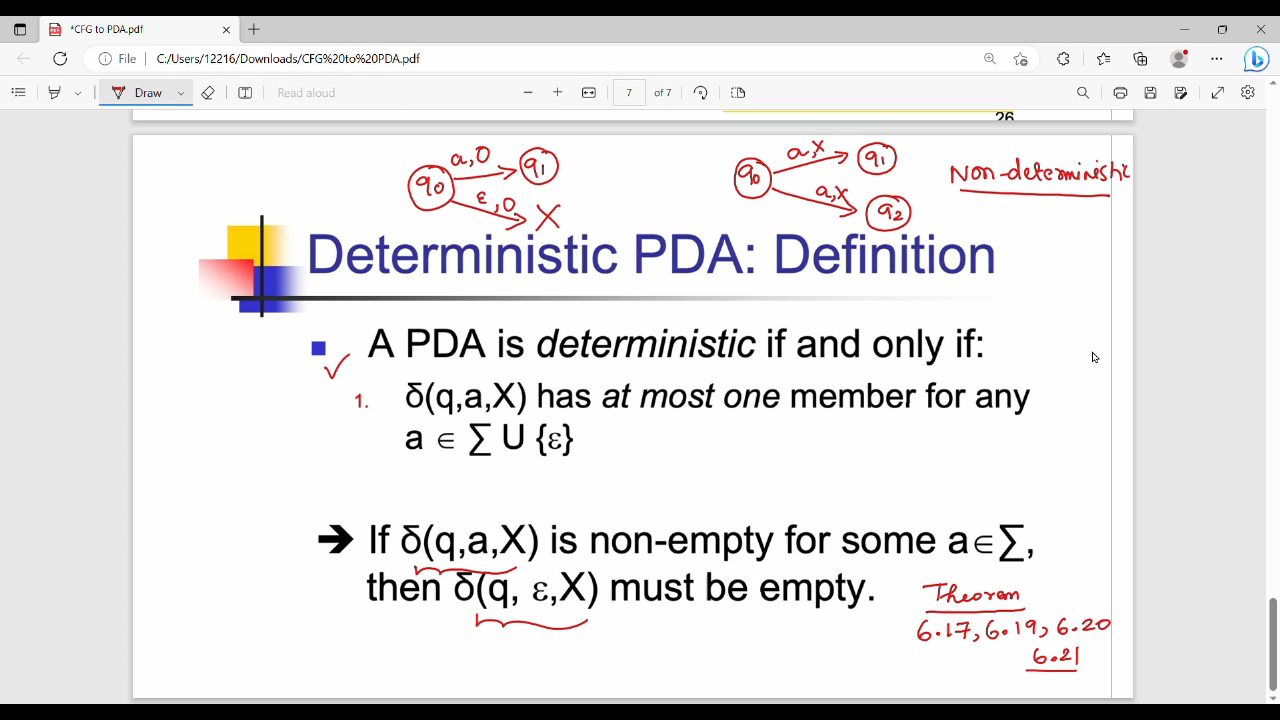 *CFG to PDA.pdf
File C:/Users/12216/Downloads/CFG%20to%20PDA.pdf
Draw Read aloud 7 of 7
26
q0 a,0 q1
ε,0 X
q0 a,x q1
a,x q2
Non-deterministic
Deterministic PDA: Definition
A PDA is deterministic if and only if:
1. δ(q,a,X) has at most one member for any
a ∈ ∑ U {ε}
➔ If δ(q,a,X) is non-empty for some a∈∑,
then δ(q, ε,X) must be empty.
Theorem
6.17, 6.19, 6.20
6.21